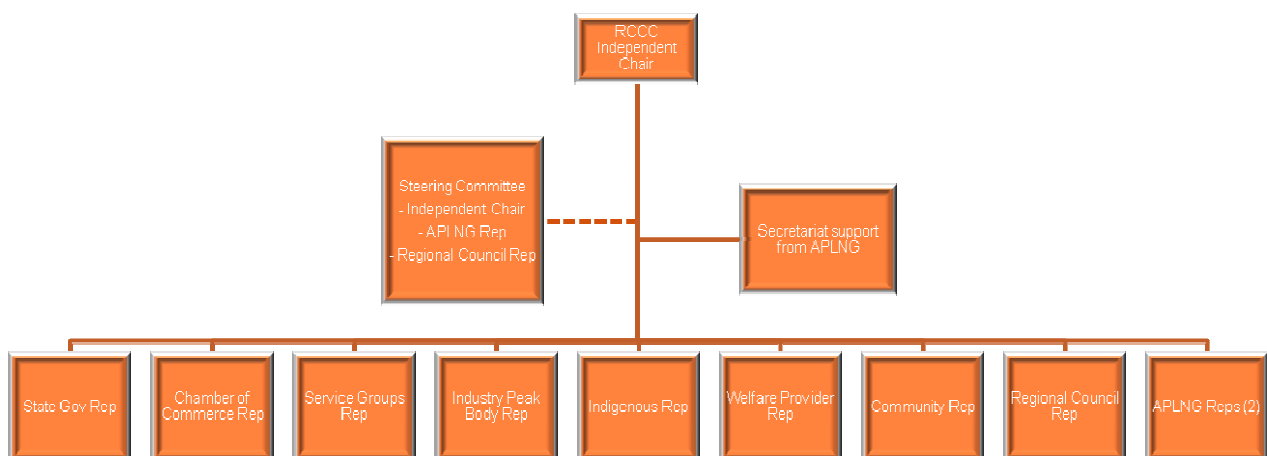 RCCC
Independent
Chair
Steering Committee
- Independent Chair
- APLNG Rep
- Regional Council Rep
Secretariat support
from APLNG
State Gov Rep
Chamber of
Commerce Rep
Service Groups
Rep
Industry Peak
Body Rep
Indigenous Rep
Welfare Provider
Rep
Community Rep
Regional Council
Rep
APLNG Reps (2)